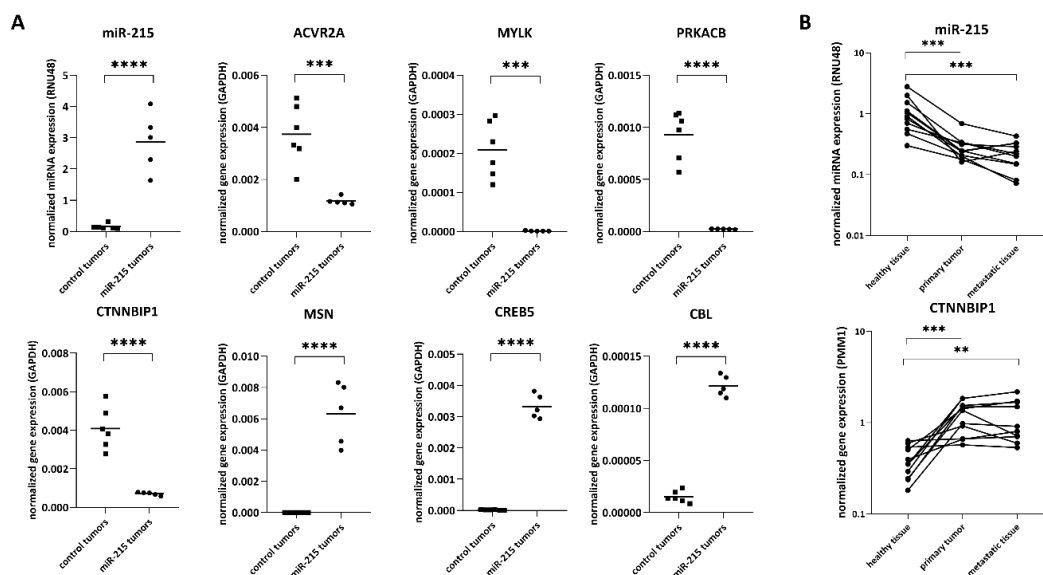 A
miR-215
****
normalized miRNA expression (RNU48)
5
4
3
2
1
0
control tumors
miR-215 tumors
ACVR2A
***
normalized gene expression (GAPDH)
0.006
0.004
0.002
0.000
control tumors
miR-215 tumors
MYLK
***
normalized gene expression (GAPDH)
0.0004
0.0003
0.0002
0.0001
0.0000
control tumors
miR-215 tumors
PRKACB
****
normalized gene expression (GAPDH)
0.0015
0.0010
0.0005
0.0000
control tumors
miR-215 tumors
CTNNBIP1
****
normalized gene expression (GAPDH)
0.008
0.006
0.004
0.002
0.000
control tumors
miR-215 tumors
MSN
****
normalized gene expression (GAPDH)
0.010
0.008
0.006
0.004
0.002
0.000
control tumors
miR-215 tumors
CREB5
****
normalized gene expression (GAPDH)
0.005
0.004
0.003
0.002
0.001
0.000
control tumors
miR-215 tumors
CBL
****
normalized gene expression (GAPDH)
0.00015
0.00010
0.00005
0.00000
control tumors
miR-215 tumors
B
miR-215
***
***
normalized miRNA expression (RNU48)
10
1
0.1
0.01
healthy tissue
primary tumor
metastatic tissue
CTNNBIP1
***
**
normalized gene expression (PMM1)
10
1
0.1
healthy tissue
primary tumor
metastatic tissue